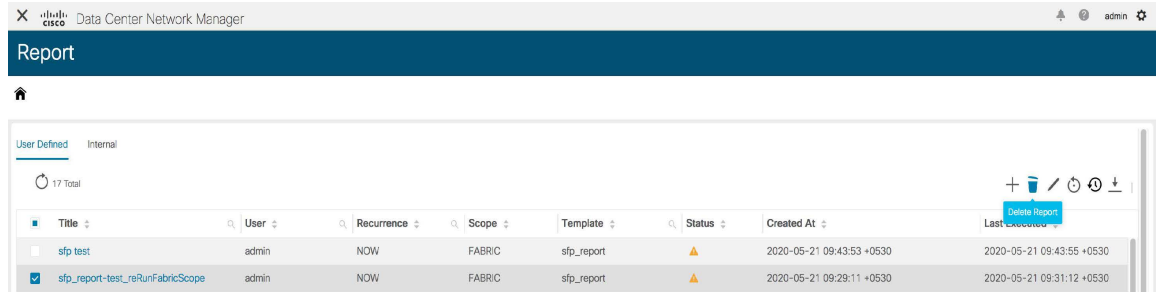 cisco Data Center Network Manager admin
Report
User Defined Internal
17 Total
Delete Report
Title User Recurrence Scope Template Status Created At Last Executed
sfp test admin NOW FABRIC sfp_report 2020-05-21 09:43:53 +0530 2020-05-21 09:43:55 +0530
sfp_report-test_reRunFabricScope admin NOW FABRIC sfp_report 2020-05-21 09:29:11 +0530 2020-05-21 09:31:12 +0530